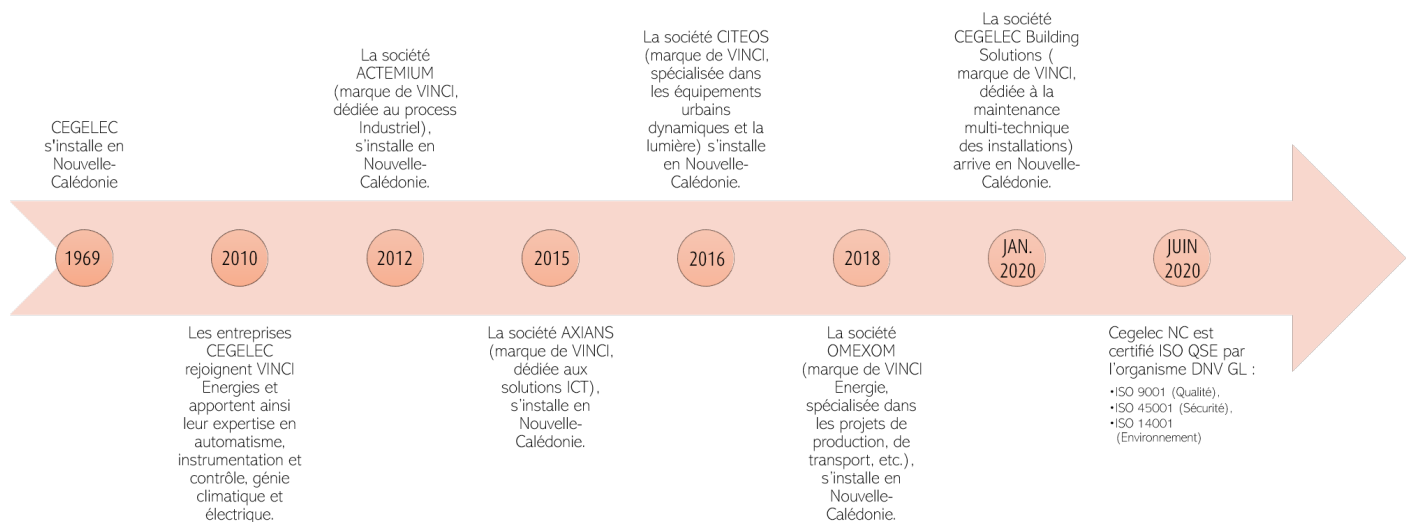 CEGELEC
s'installe en
Nouvelle-
Calédonie
1969
2010
Les entreprises
CEGELEC
rejoignent VINCI
Energies et
apportent ainsi
leur expertise en
automatisme,
instrumentation et
contrôle, génie
climatique et
électrique.
La société
ACTEMIUM
(marque de VINCI,
dédiée au process
Industriel),
s'installe en
Nouvelle-
Calédonie.
2012
2015
La société AXIANS
(marque de VINCI,
dédiée aux
solutions ICT),
s'installe en
Nouvelle-
Calédonie.
La société CITEOS
(marque de VINCI,
spécialisée dans
les équipements
urbains
dynamiques et la
lumière) s'installe
en Nouvelle-
Calédonie.
2016
2018
La société
OMEXOM
(marque de VINCI
Energie,
spécialisée dans
les projets de
production, de
transport, etc.),
s'installe en
Nouvelle-
Calédonie.
La société
CEGELEC Building
Solutions (
marque de VINCI,
dédiée à la
maintenance
multi-technique
des installations)
arrive en Nouvelle-
Calédonie.
JAN.
2020
JUIN
2020
Cegelec NC est
certifié ISO QSE par
l'organisme DNV GL :
•ISO 9001 (Qualité),
•ISO 45001 (Sécurité),
•ISO 14001
(Environnement)